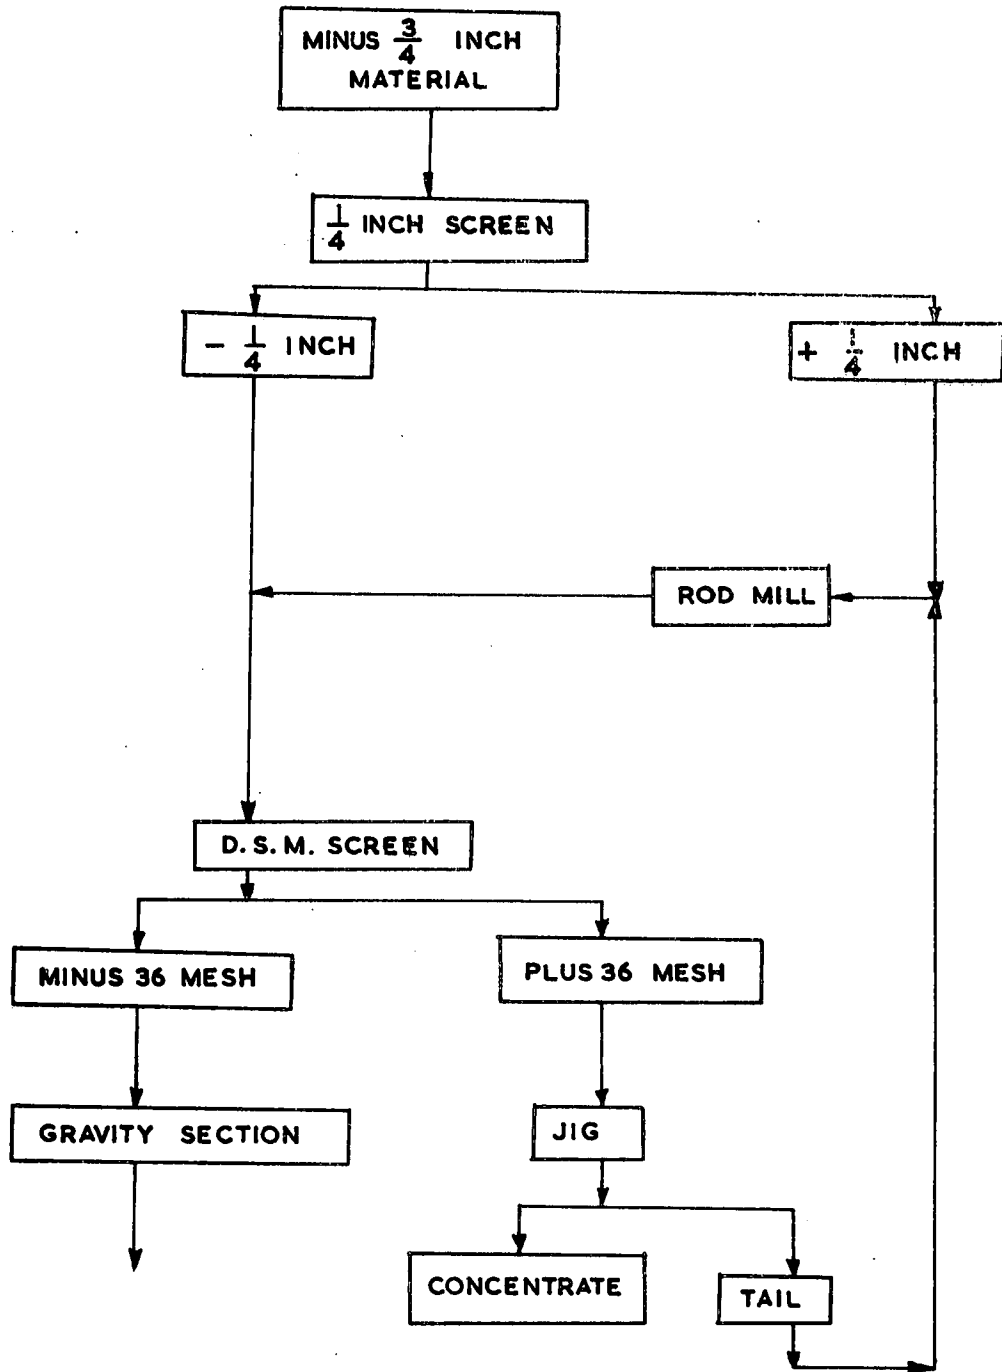 MINUS 3/4 INCH
MATERIAL
1/4 INCH SCREEN
- 1/4 INCH
+ 1/4 INCH
ROD MILL
D. S. M. SCREEN
MINUS 36 MESH
PLUS 36 MESH
GRAVITY SECTION
JIG
CONCENTRATE
TAIL